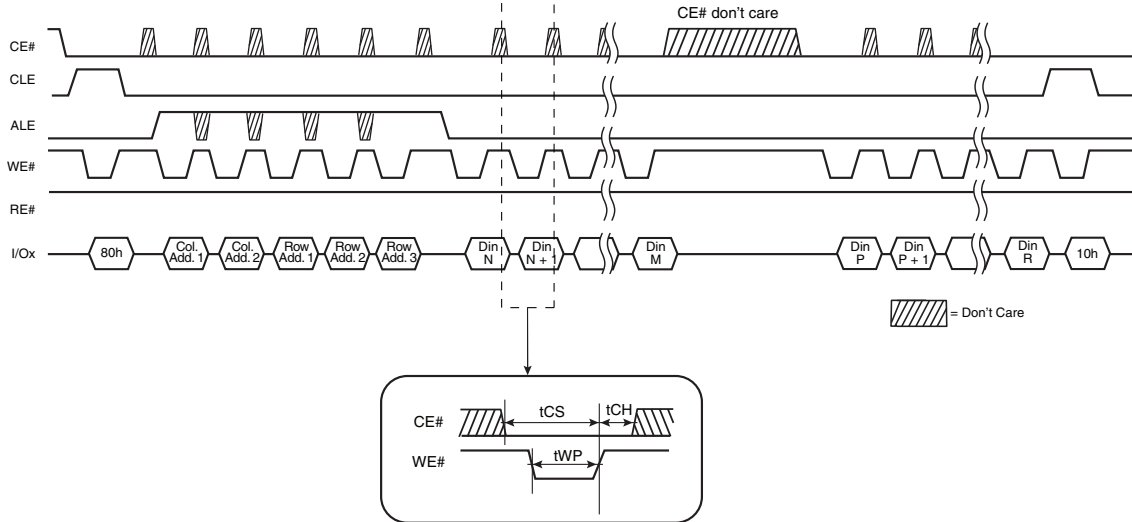 CE# don't care
CE#
CLE
ALE
WE#
RE#
I/Ox
80h
Col.
Add. 1
Col.
Add. 2
Row
Add. 1
Row
Add. 2
Row
Add. 3
Din
N
Din
N + 1
Din
M
Din
P
Din
P + 1
Din
R
10h
= Don't Care
CE#
tCS
tCH
WE#
tWP